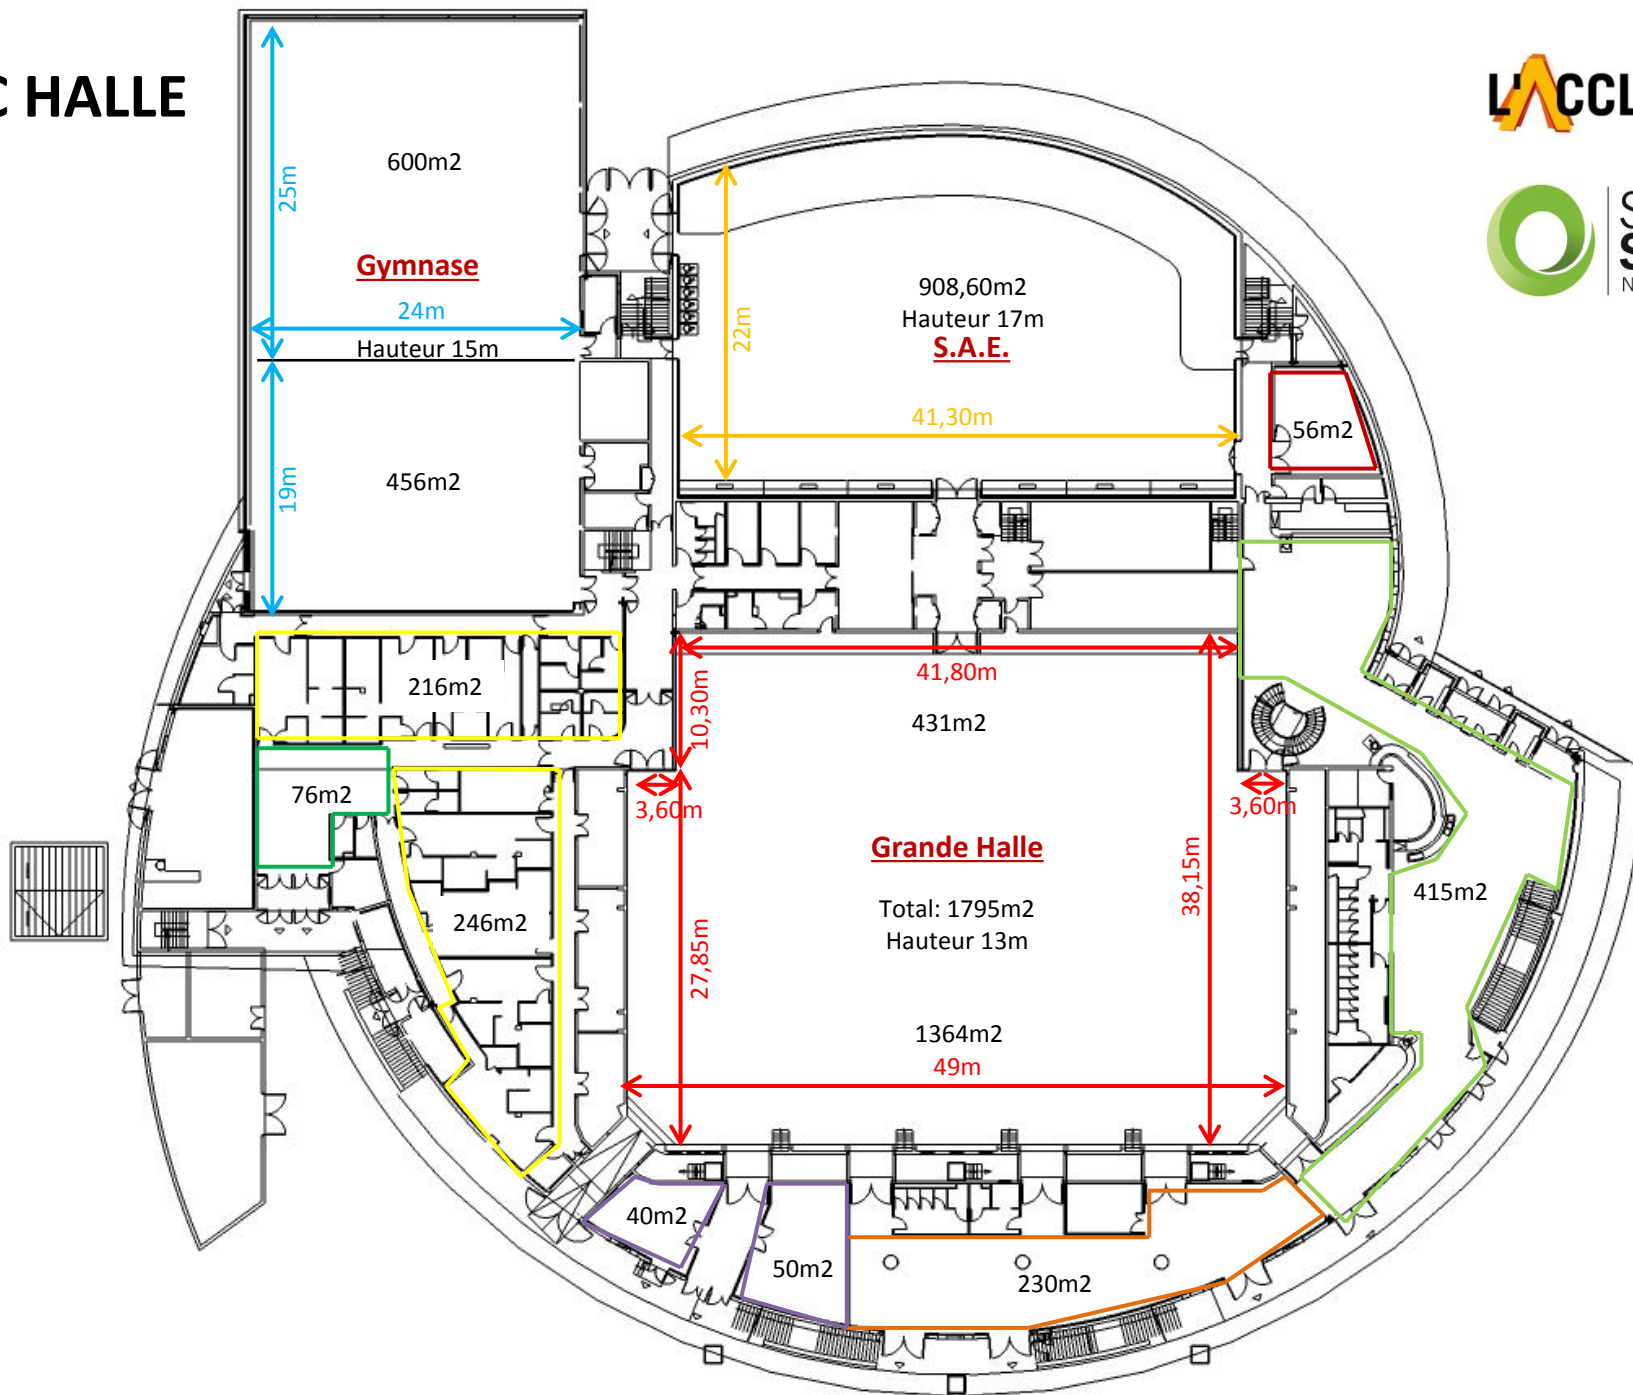 C HALLE
L'ACCL
600m2
25m
Gymnase
24m
Hauteur 15m
456m2
19m
908,60m2
Hauteur 17m
S.A.E.
22m
41,30m
56m2
216m2
76m2
246m2
41,80m
10,30m
431m2
3,60m
3,60m
Grande Halle
Total: 1795m2
Hauteur 13m
38,15m
27,85m
1364m2
49m
415m2
40m2
50m2
230m2